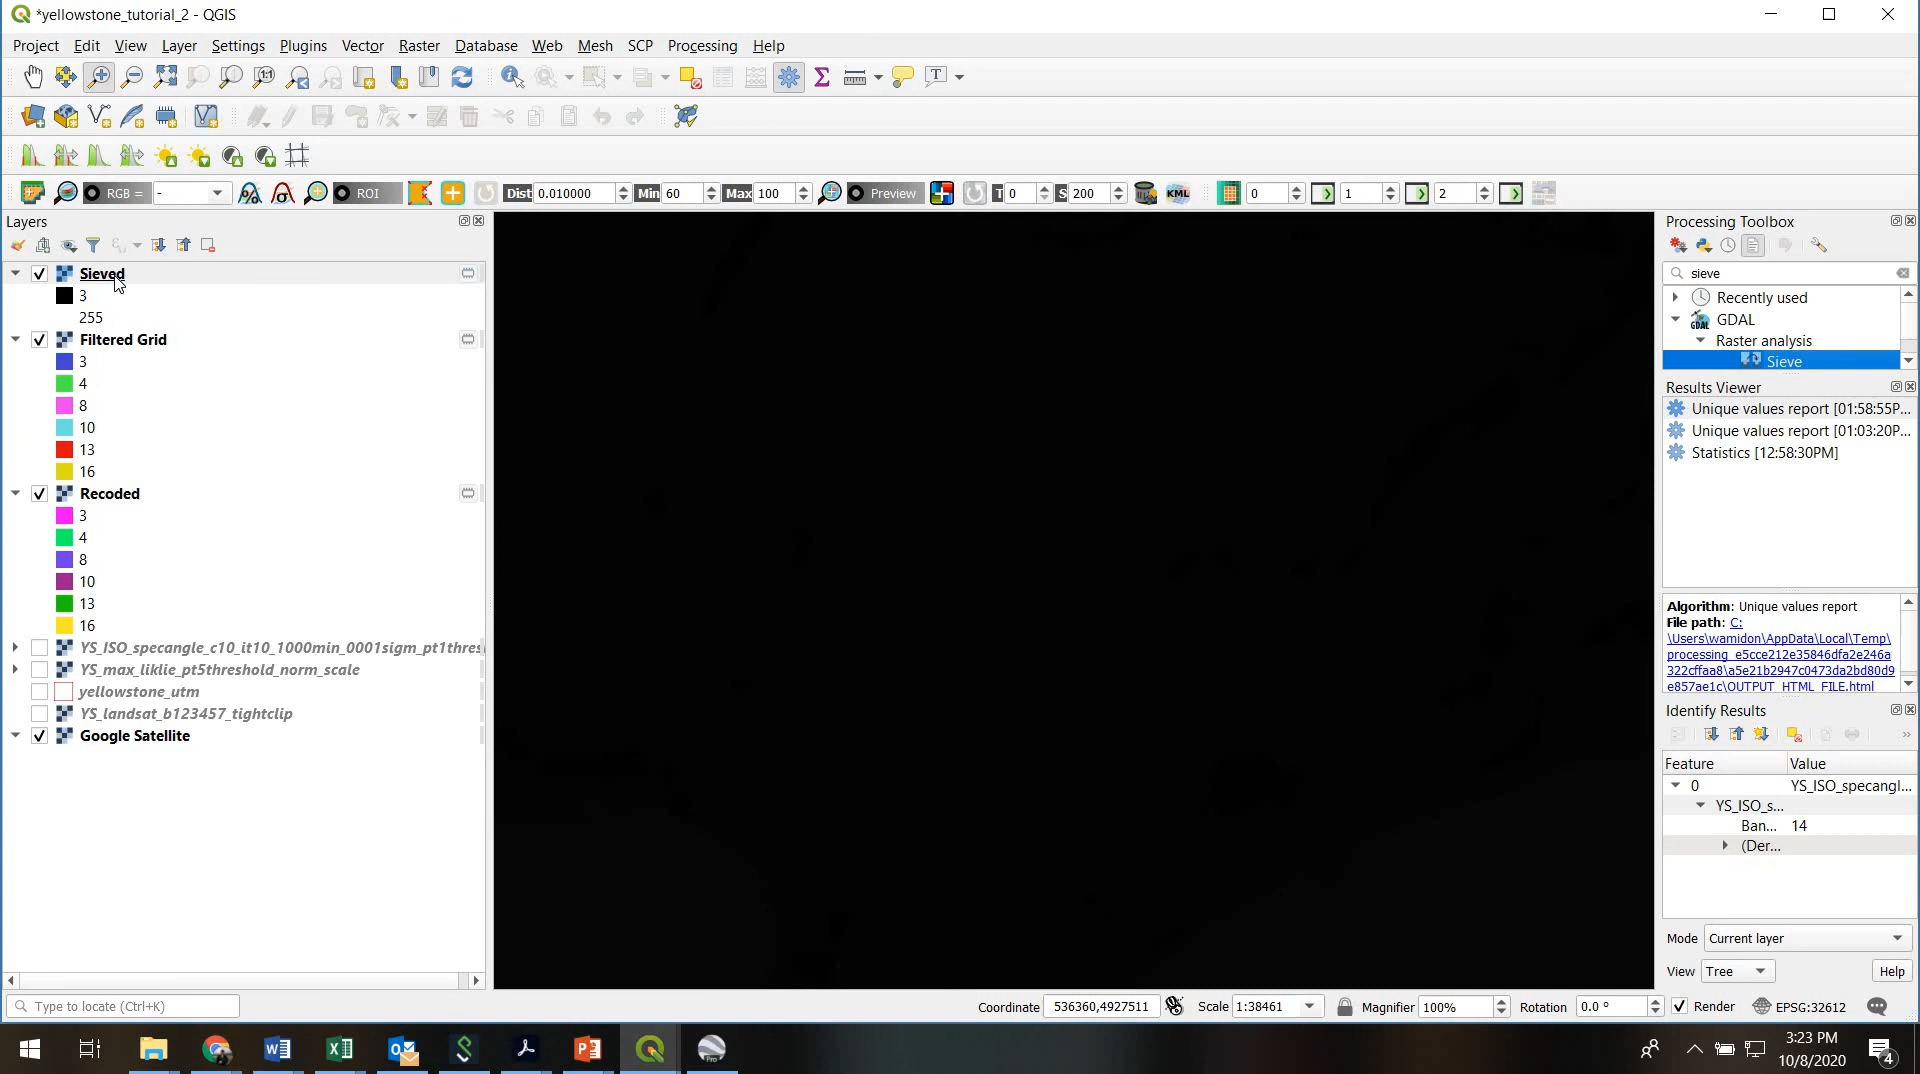 *yellowstone_tutorial_2 - QGIS
Project Edit View Layer Settings Plugins Vector Raster Database Web Mesh SCP Processing Help
RGB = - ROI Dist 0.010000 Min 60 Max 100 Preview T 0 S 200 KML 0 1 2
Layers
Sieved
3
255
Filtered Grid
3
4
8
10
13
16
Recoded
3
4
8
10
13
16
YS_ISO_specangle_c10_it10_1000min_0001sigm_pt1thres
YS_max_liklie_pt5threshold_norm_scale
yellowstone_utm
YS_landsat_b123457_tightclip
Google Satellite
Processing Toolbox
sieve
Recently used
GDAL
Raster analysis
Sieve
Results Viewer
Unique values report [01:58:55P...
Unique values report [01:03:20P...
Statistics [12:58:30PM]
Algorithm: Unique values report
File path: C:
\Users\wamidon\AppData\Local\Temp\
processing_e5cce212e35846dfa2e246a
322cffaa8\a5e21b2947c0473da2bd80d9
e857ae1c\OUTPUT_HTML_FILE.html
Identify Results
Feature Value
0 YS_ISO_specangl...
YS_ISO_s...
Ban... 14
(Der...
Mode Current layer
View Tree Help
Type to locate (Ctrl+K) Coordinate 536360,4927511 Scale 1:38461 Magnifier 100% Rotation 0.0 ° Render EPSG:32612
3:23 PM
10/8/2020
4